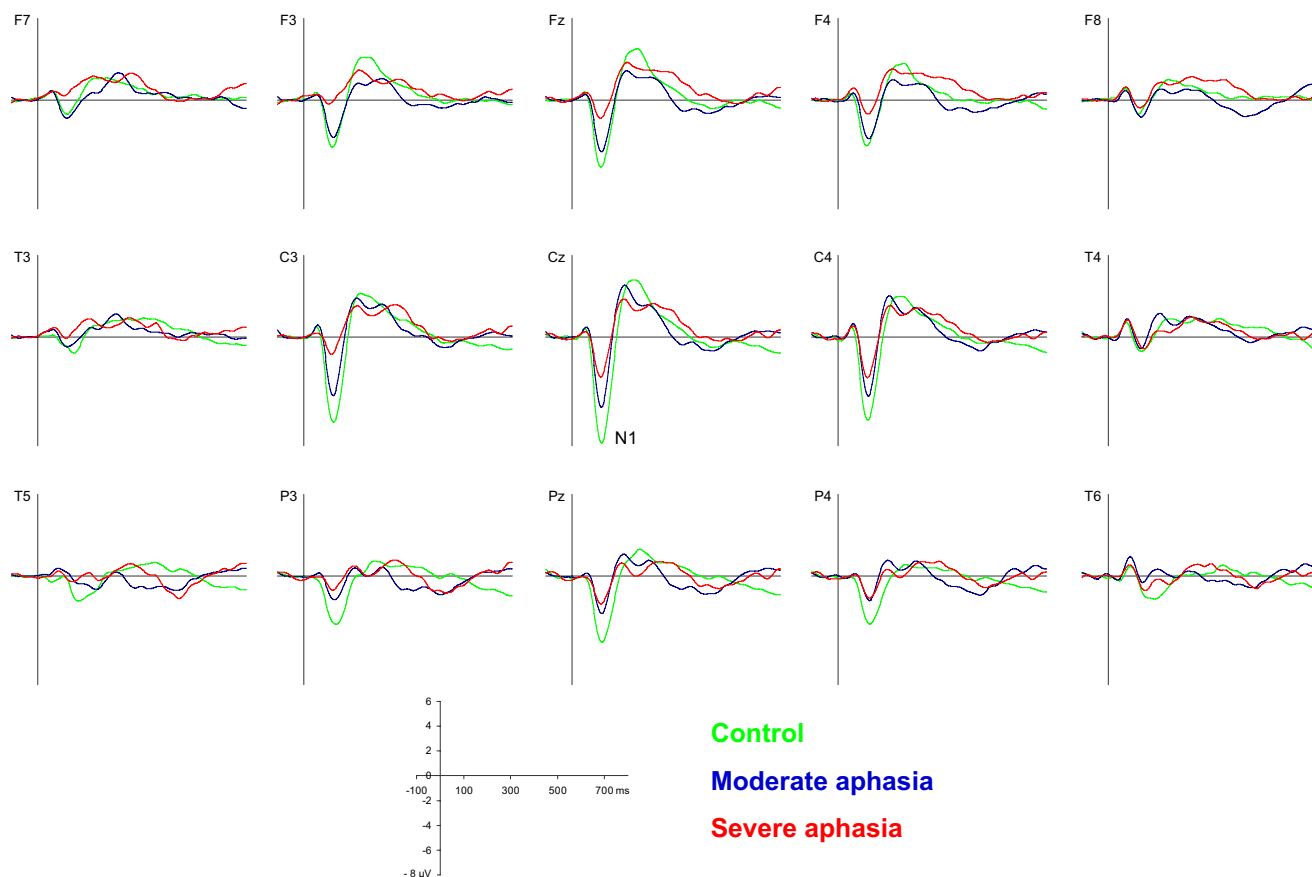 F7 F3 Fz F4 F8
T3 C3 Cz C4 T4
N1
T5 P3 Pz P4 T6
6
4
2
0
-100 100 300 500 700 ms
-2
-4
-6
- 8 µV
Control
Moderate aphasia
Severe aphasia